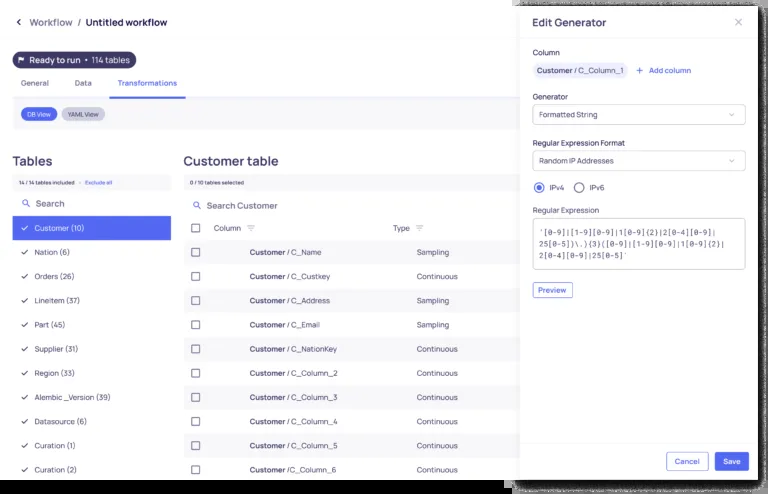 Workflow / Untitled workflow
Ready to run • 114 tables
General Data Transformations
DB View YAML View
Tables
14 / 14 tables included • Exclude all
Search
Customer (10)
Nation (6)
Orders (26)
Lineitem (37)
Part (45)
Supplier (31)
Region (33)
Alembic _Version (39)
Datasource (6)
Curation (1)
Curation (2)
Customer table
0 / 10 tables selected
Search Customer
Column Type
Customer / C_Name Sampling
Customer / C_Custkey Continuous
Customer / C_Address Sampling
Customer / C_Email Sampling
Customer / C_NationKey Continuous
Customer / C_Column_2 Continuous
Customer / C_Column_3 Continuous
Customer / C_Column_4 Continuous
Customer / C_Column_5 Continuous
Customer /C_Column_6 Continuous
Edit Generator
Column
Customer / C_Column_1 + Add column
Generator
Formatted String
Regular Expression Format
Random IP Addresses
IPv4 IPv6
Regular Expression
'[0-9]|[1-9][0-9]|1[0-9]{2}|2[0-4][0-9]|
25[0-5])\.){3}([0-9]|[1-9][0-9]|1[0-9]{2}|
2[0-4][0-9]|25[0-5]'
Preview
Cancel Save